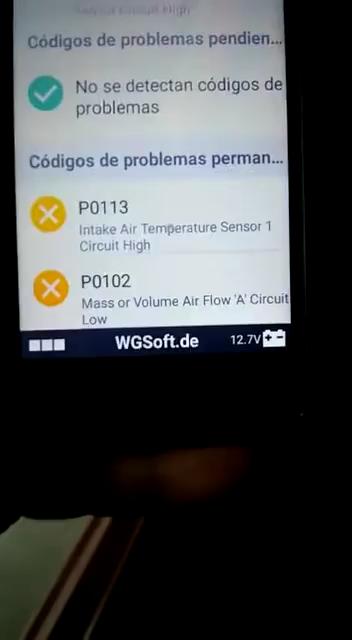 Códigos de problemas pendien...
No se detectan códigos de
problemas
Códigos de problemas perman...
P0113
Intake Air Temperature Sensor 1
Circuit High
P0102
Mass or Volume Air Flow 'A' Circuit
Low
WGSoft.de
12.7V